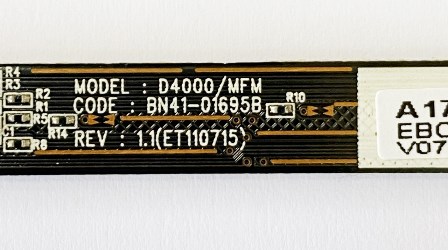 R4
R3
R2
R1
R5
C1
R14
R8
MODEL : D4000/MFM
CODE : BN41-01695B
REV : 1.1(ET110715)
R10
A17
EBC
V07